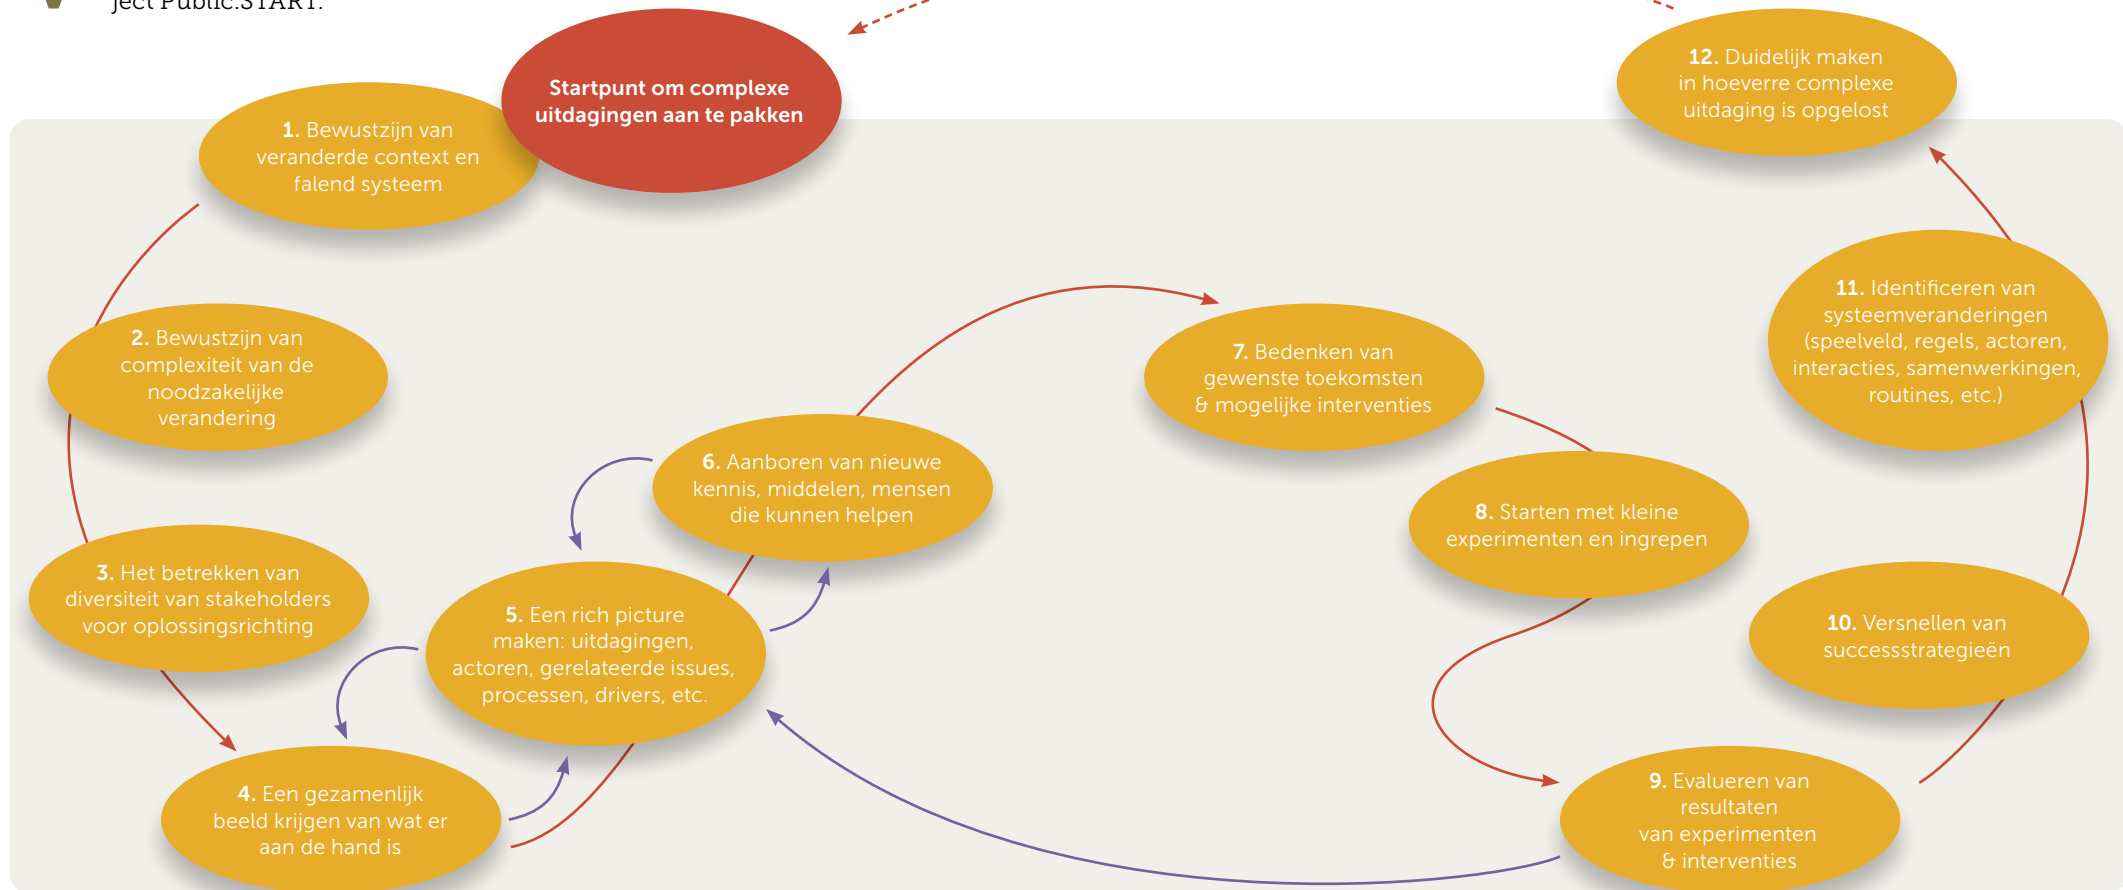 ject Public.START.
Startpunt om complexe
uitdagingen aan te pakken
1. Bewustzijn van
veranderde context en
falend systeem
2. Bewustzijn van
complexiteit van de
noodzakelijke
verandering
3. Het betrekken van
diversiteit van stakeholders
voor oplossingsrichting
4. Een gezamenlijk
beeld krijgen van wat er
aan de hand is
5. Een rich picture
maken: uitdagingen,
actoren, gerelateerde issues,
processen, drivers, etc.
6. Aanboren van nieuwe
kennis, middelen, mensen
die kunnen helpen
7. Bedenken van
gewenste toekomsten
& mogelijke interventies
8. Starten met kleine
experimenten en ingrepen
9. Evalueren van
resultaten
van experimenten
& interventies
10. Versnellen van
successstrategieën
11. Identificeren van
systeemveranderingen
(speelveld, regels, actoren,
interacties, samenwerkingen,
routines, etc.)
12. Duidelijk maken
in hoeverre complexe
uitdaging is opgelost